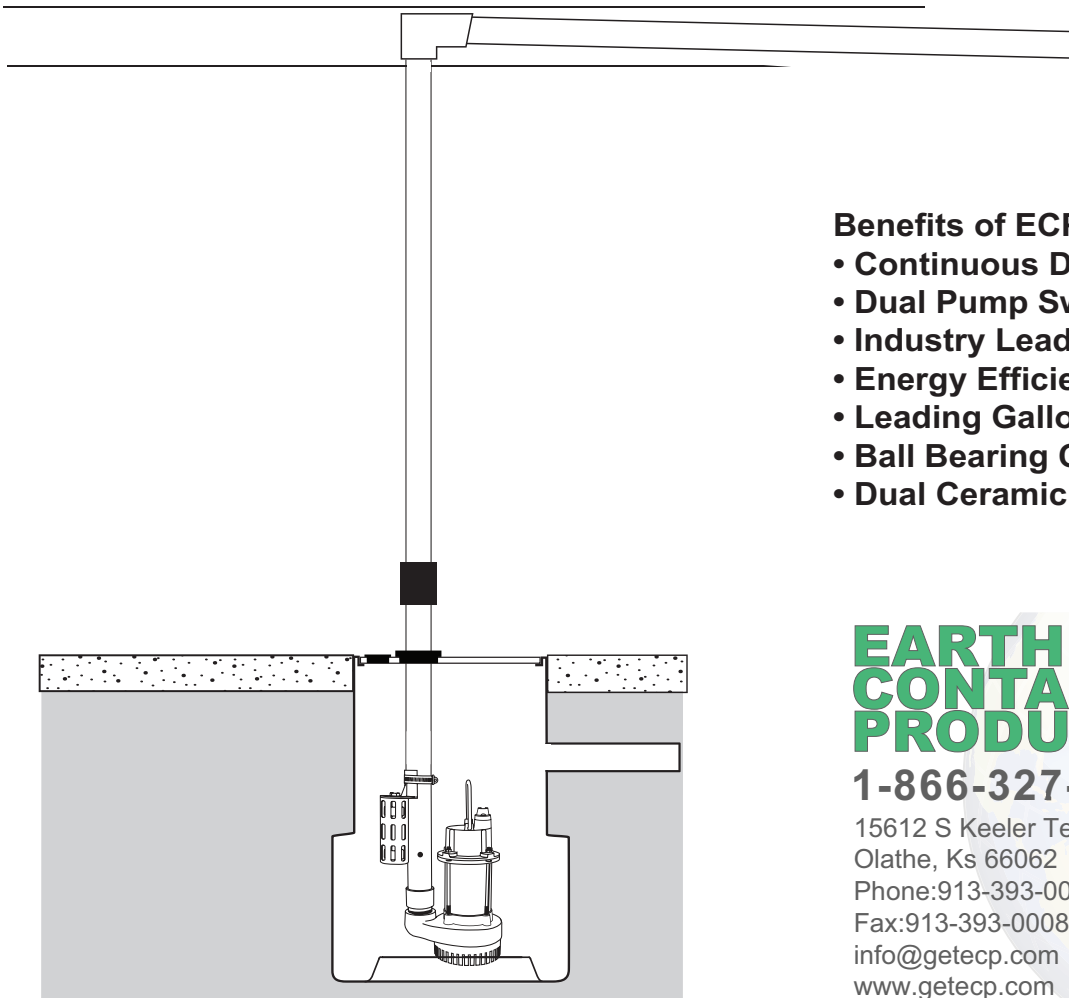 Benefits of ECP
• Continuous D
• Dual Pump Sw
• Industry Lead
• Energy Efficie
• Leading Gallo
• Ball Bearing
• Dual Ceramic
EARTH
CONTA
PRODU
1-866-327-
15612 S Keeler Te
Olathe, Ks 66062
Phone:913-393-00
Fax:913-393-0008
info@getecp.com
www.getecp.com